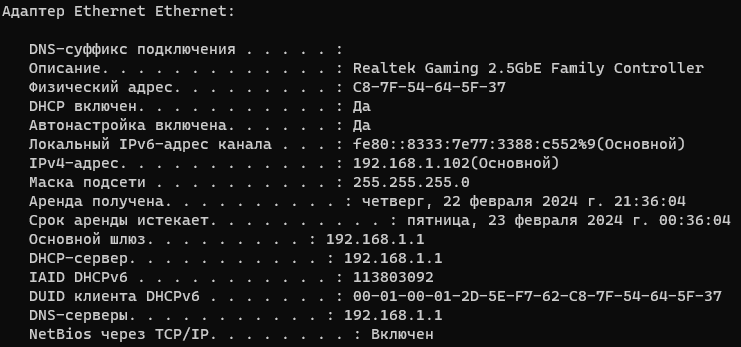 Адаптер Ethernet Ethernet:
DNS-суффикс подключения . . . . . :
Описание. . . . . . . . . . . . . : Realtek Gaming 2.5GbE Family Controller
Физический адрес. . . . . . . . . : C8-7F-54-64-5F-37
DHCP включен. . . . . . . . . . . : Да
Автонастройка включена. . . . . . : Да
Локальный IPv6-адрес канала . . . : fe80::8333:7e77:3388:c552%9(Основной)
IPv4-адрес. . . . . . . . . . . . : 192.168.1.102(Основной)
Маска подсети . . . . . . . . . . : 255.255.255.0
Аренда получена. . . . . . . . . . : четверг, 22 февраля 2024 г. 21:36:04
Срок аренды истекает. . . . . . . . . . : пятница, 23 февраля 2024 г. 00:36:04
Основной шлюз. . . . . . . . . : 192.168.1.1
DHCP-сервер. . . . . . . . . . . : 192.168.1.1
IAID DHCPv6 . . . . . . . . . . . : 113803092
DUID клиента DHCPv6 . . . . . . . : 00-01-00-01-2D-5E-F7-62-C8-7F-54-64-5F-37
DNS-серверы. . . . . . . . . . . : 192.168.1.1
NetBios через TCP/IP. . . . . . . . : Включен